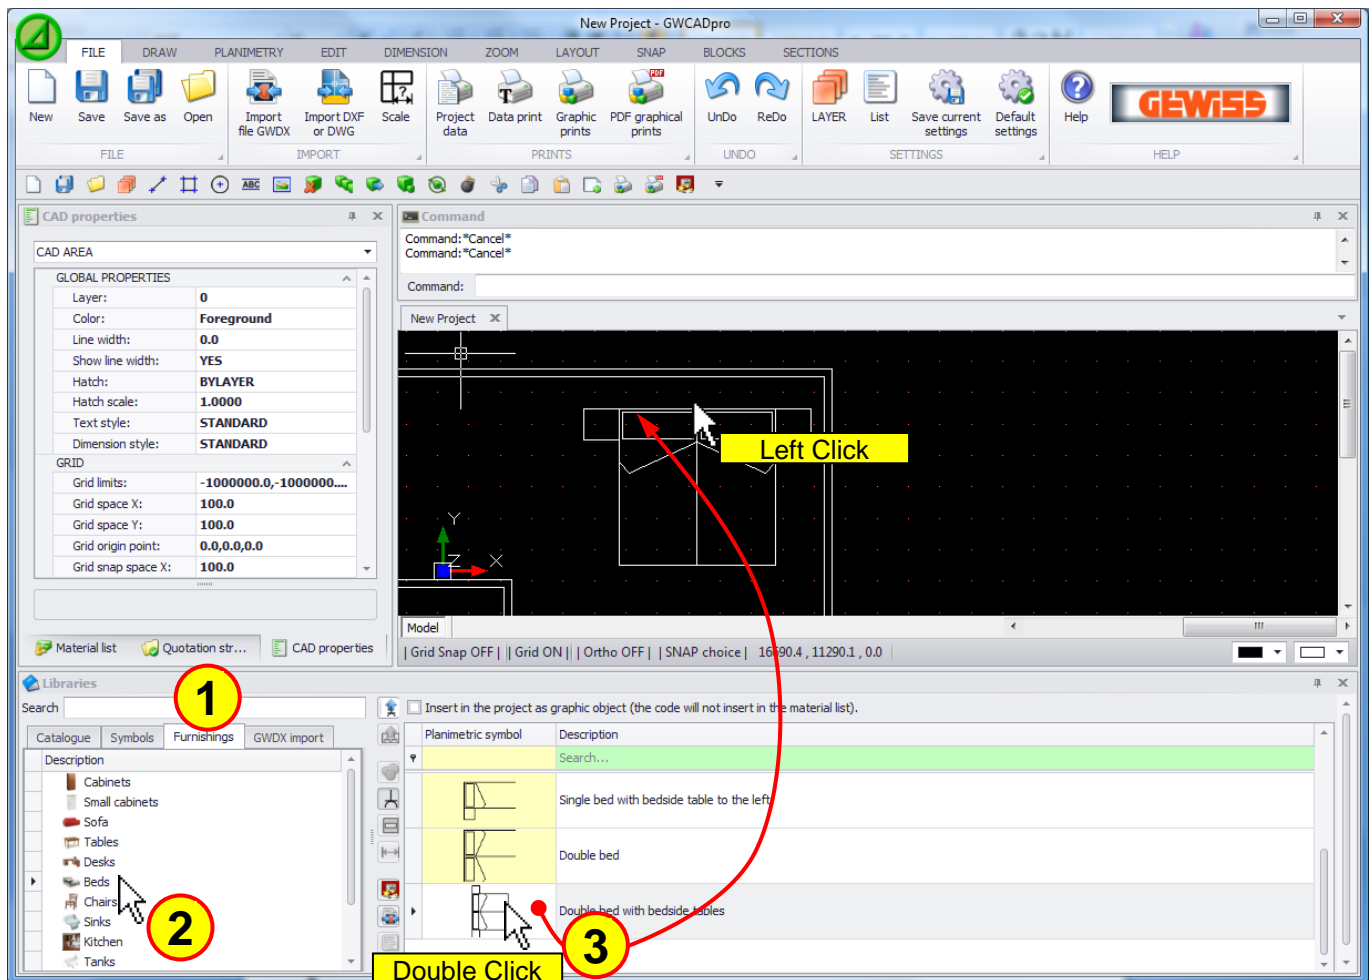 New Project - GWCADpro
FILE DRAW PLANIMETRY EDIT DIMENSION ZOOM LAYOUT SNAP BLOCKS SECTIONS
New Save Save as Open Import file GWDX Import DXF or DWG Scale Project data Data print Graphic prints PDF graphical prints UnDo ReDo LAYER List Save current settings Default settings Help GEWiSS
FILE IMPORT PRINTS UNDO SETTINGS HELP
ABC
CAD properties
CAD AREA
GLOBAL PROPERTIES
Layer: 0
Color: Foreground
Line width: 0.0
Show line width: YES
Hatch: BYLAYER
Hatch scale: 1.0000
Text style: STANDARD
Dimension style: STANDARD
GRID
Grid limits: -1000000.0,-1000000....
Grid space X: 100.0
Grid space Y: 100.0
Grid origin point: 0.0,0.0,0.0
Grid snap space X: 100.0
Material list Quotation str... CAD properties
Command
Command:*Cancel*
Command:*Cancel*
Command:
New Project
Left Click
Y
Z X
Model
| Grid Snap OFF | || Grid ON || | Ortho OFF | | SNAP choice | 16690.4 , 11290.1 , 0.0
Libraries
Search
1
Catalogue Symbols Furnishings GWDX import
Description
Cabinets
Small cabinets
Sofa
Tables
Desks
Beds
Chairs
Sinks
Kitchen
Tanks
2
Insert in the project as graphic object (the code will not insert in the material list).
Planimetric symbol Description
Search...
Single bed with bedside table to the left
Double bed
Double bed with bedside tables
3
Double Click